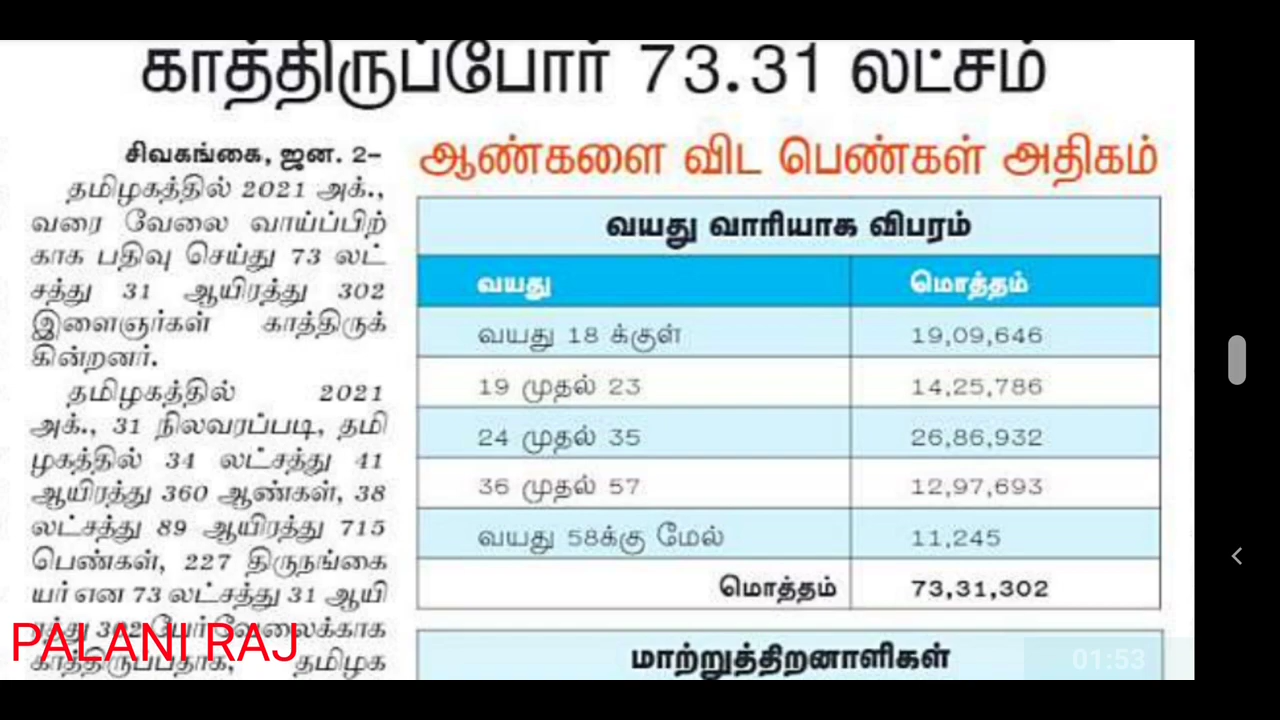 காத்திருப்போர் 73.31 லட்சம்
சிவகங்கை, ஜன. 2–
தமிழகத்தில் 2021 அக்.,
வரை வேலை வாய்ப்பிற்
காக பதிவு செய்து 73 லட்
சத்து 31 ஆயிரத்து 302
இளைஞர்கள் காத்திருக்
கின்றனர்.
தமிழகத்தில் 2021
அக்., 31 நிலவரப்படி, தமி
ழகத்தில் 34 லட்சத்து 41
ஆயிரத்து 360 ஆண்கள், 38
லட்சத்து 89 ஆயிரத்து 715
பெண்கள், 227 திருநங்கை
யர் என 73 லட்சத்து 31 ஆயி
ரத்து 302 பேர் வேலைக்காக
காத்திருப்பதாக, தமிழக
ஆண்களை விட பெண்கள் அதிகம்
வயது வாரியாக விபரம்
வயது மொத்தம்
வயது 18 க்குள் 19,09,646
19 முதல் 23 14,25,786
24 முதல் 35 26,86,932
36 முதல் 57 12,97,693
வயது 58க்கு மேல் 11,245
மொத்தம் 73,31,302
மாற்றுத்திறனாளிகள்
PALANI RAJ
01:53